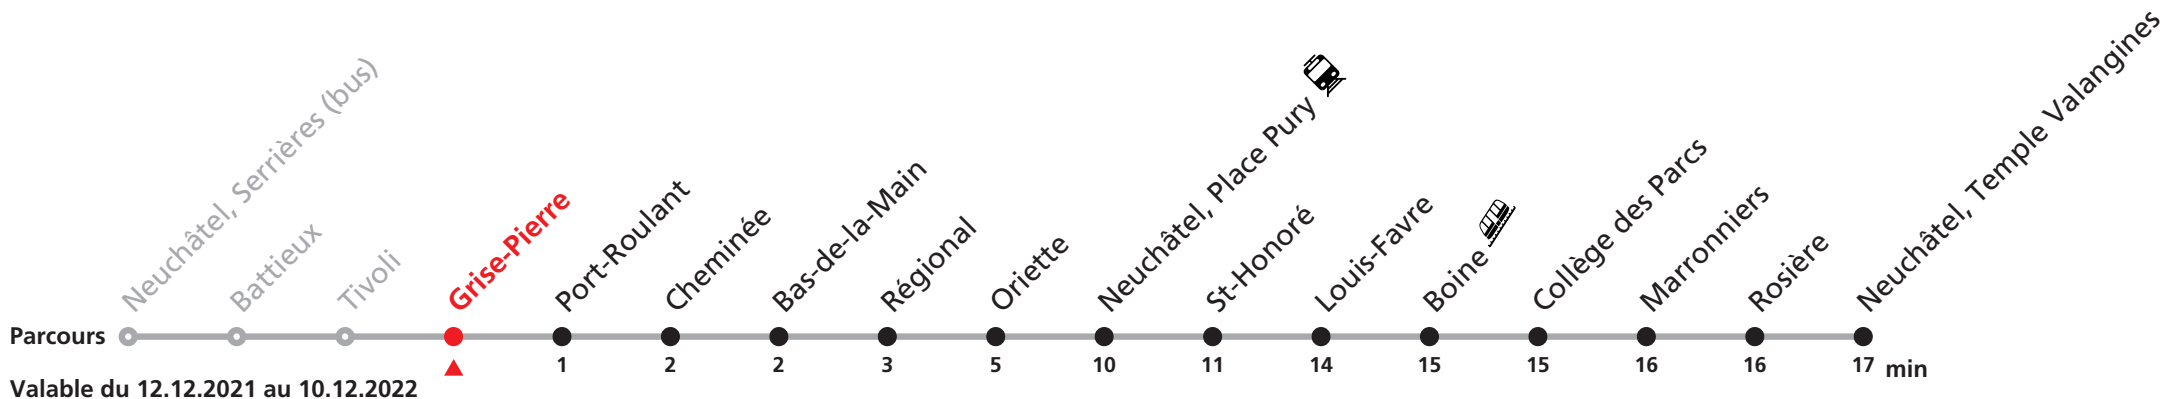 Neuchâtel, Serrières (bus)
Battieux
Tivoli
Grise-Pierre
Port-Roulant
Cheminée
Bas-de-la-Main
Régional
Oriette
Neuchâtel, Place Pury
St-Honoré
Louis-Favre
Boine
Collège des Parcs
Marronniers
Rosière
Neuchâtel, Temple Valangines
Parcours
1 2 2 3 5 10 11 14 15 15 16 16 17 min
Valable du 12.12.2021 au 10.12.2022